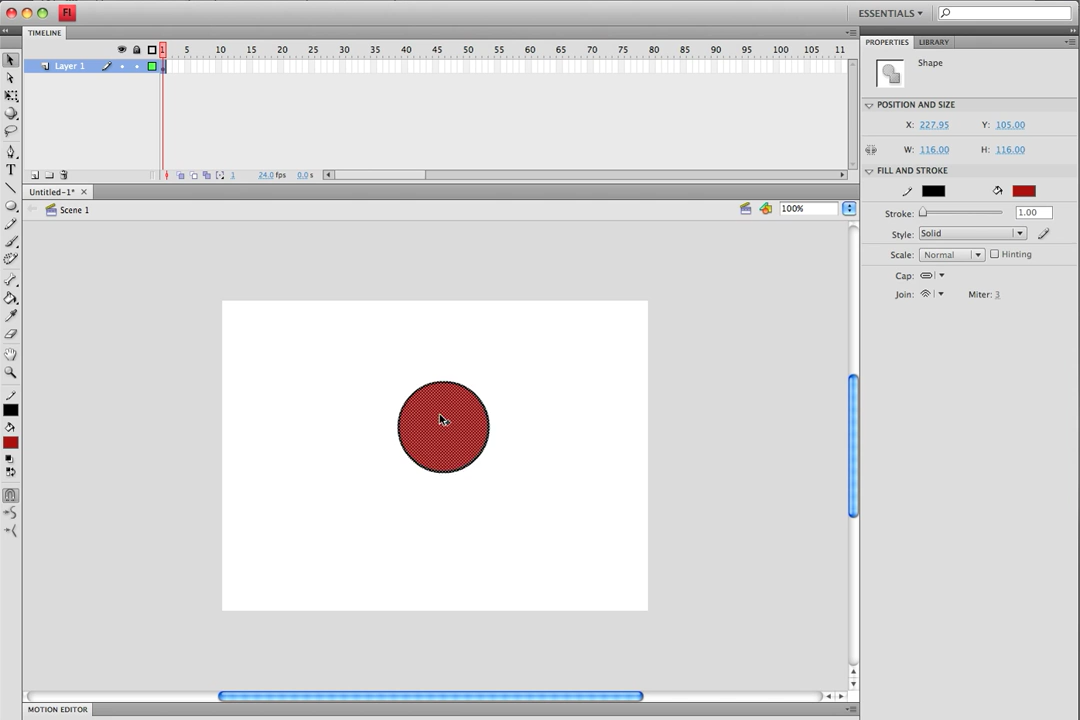 Fl
ESSENTIALS
TIMELINE
1 5 10 15 20 25 30 35 40 45 50 55 60 65 70 75 80 85 90 95 100 105 11
Layer 1
1 24.0 fps 0.0 s
Untitled-1*
Scene 1
100%
T
MOTION EDITOR
PROPERTIES LIBRARY
Shape
POSITION AND SIZE
X: 227.95 Y: 105.00
W: 116.00 H: 116.00
FILL AND STROKE
Stroke: 1.00
Style: Solid
Scale: Normal Hinting
Cap:
Join: Miter: 3